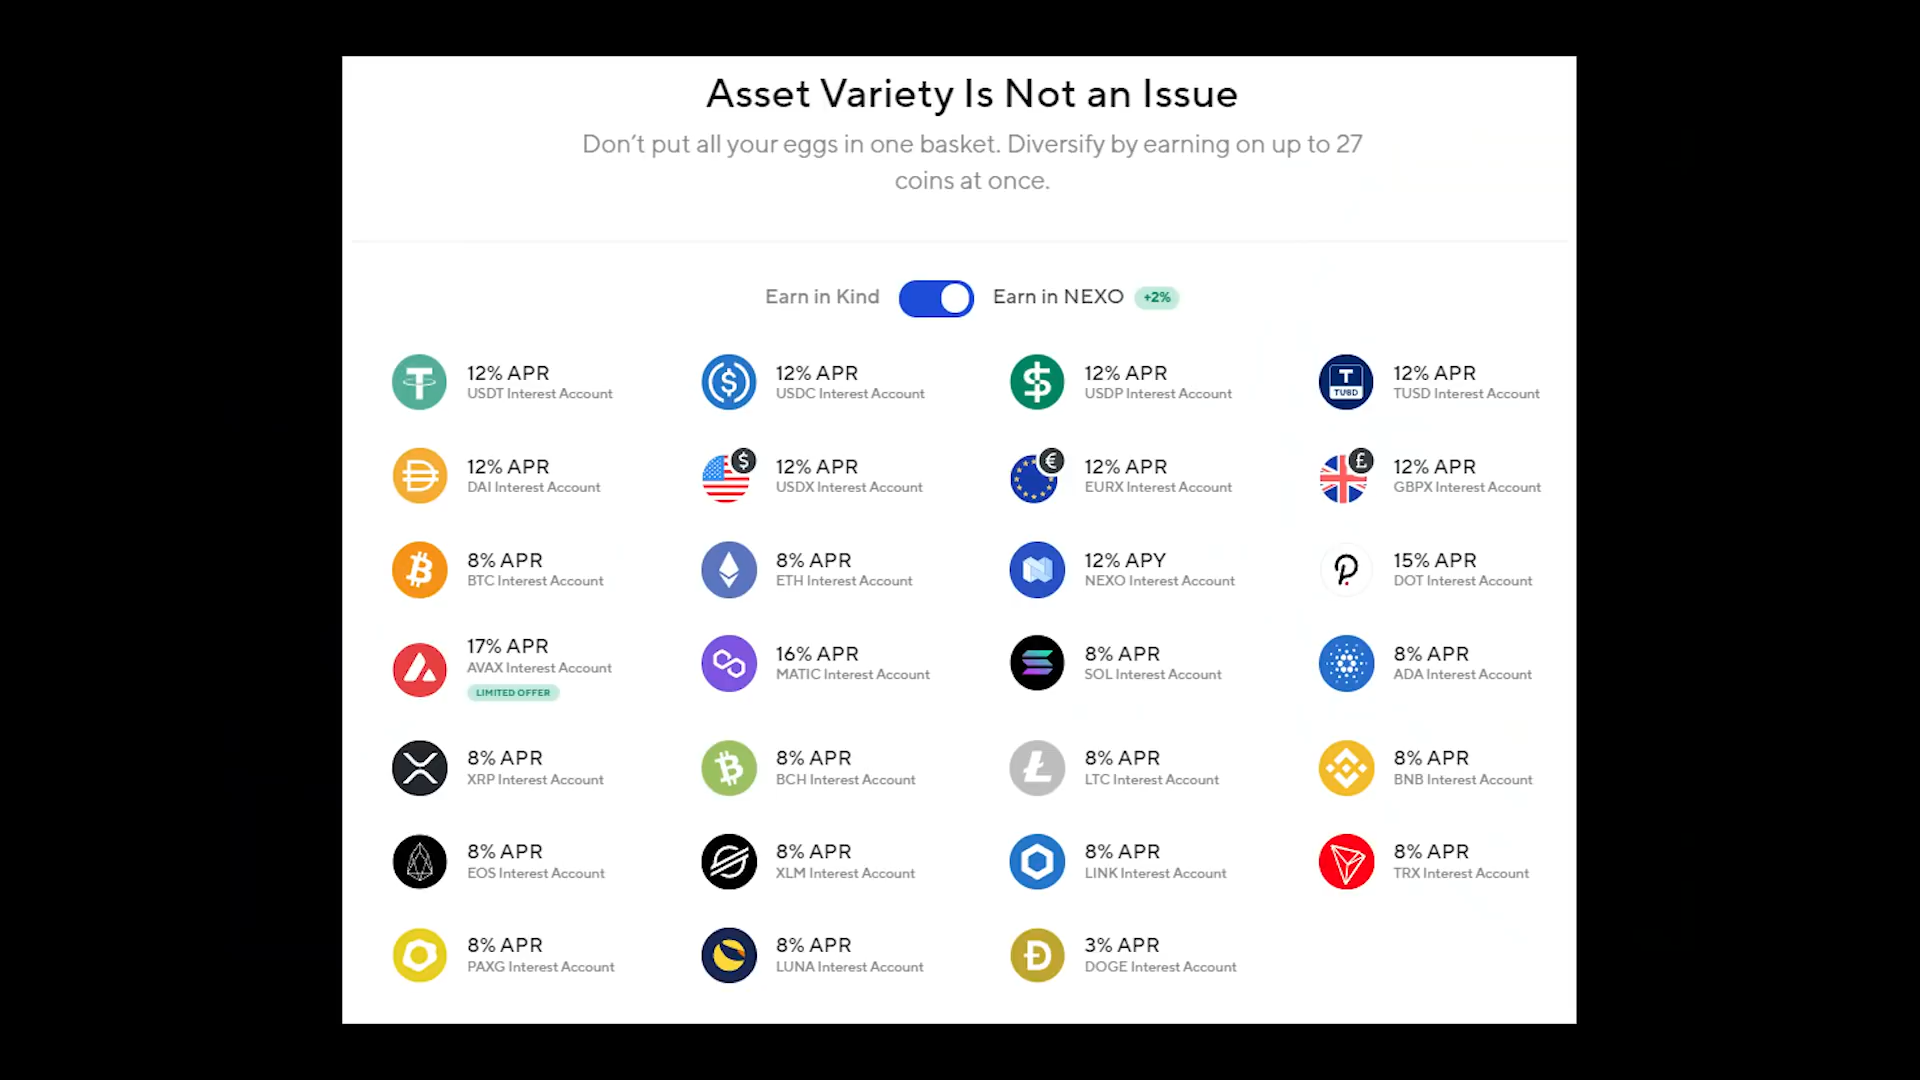 Asset Variety Is Not an Issue
Don’t put all your eggs in one basket. Diversify by earning on up to 27
coins at once.
Earn in Kind Earn in NEXO +2%
12% APR
USDT Interest Account
12% APR
USDC Interest Account
12% APR
USDP Interest Account
T
TUSD
12% APR
TUSD Interest Account
12% APR
DAI Interest Account
12% APR
USDX Interest Account
12% APR
EURX Interest Account
12% APR
GBPX Interest Account
8% APR
BTC Interest Account
8% APR
ETH Interest Account
12% APY
NEXO Interest Account
15% APR
DOT Interest Account
17% APR
AVAX Interest Account
LIMITED OFFER
16% APR
MATIC Interest Account
8% APR
SOL Interest Account
8% APR
ADA Interest Account
8% APR
XRP Interest Account
8% APR
BCH Interest Account
8% APR
LTC Interest Account
8% APR
BNB Interest Account
8% APR
EOS Interest Account
8% APR
XLM Interest Account
8% APR
LINK Interest Account
8% APR
TRX Interest Account
8% APR
PAXG Interest Account
8% APR
LUNA Interest Account
3% APR
DOGE Interest Account